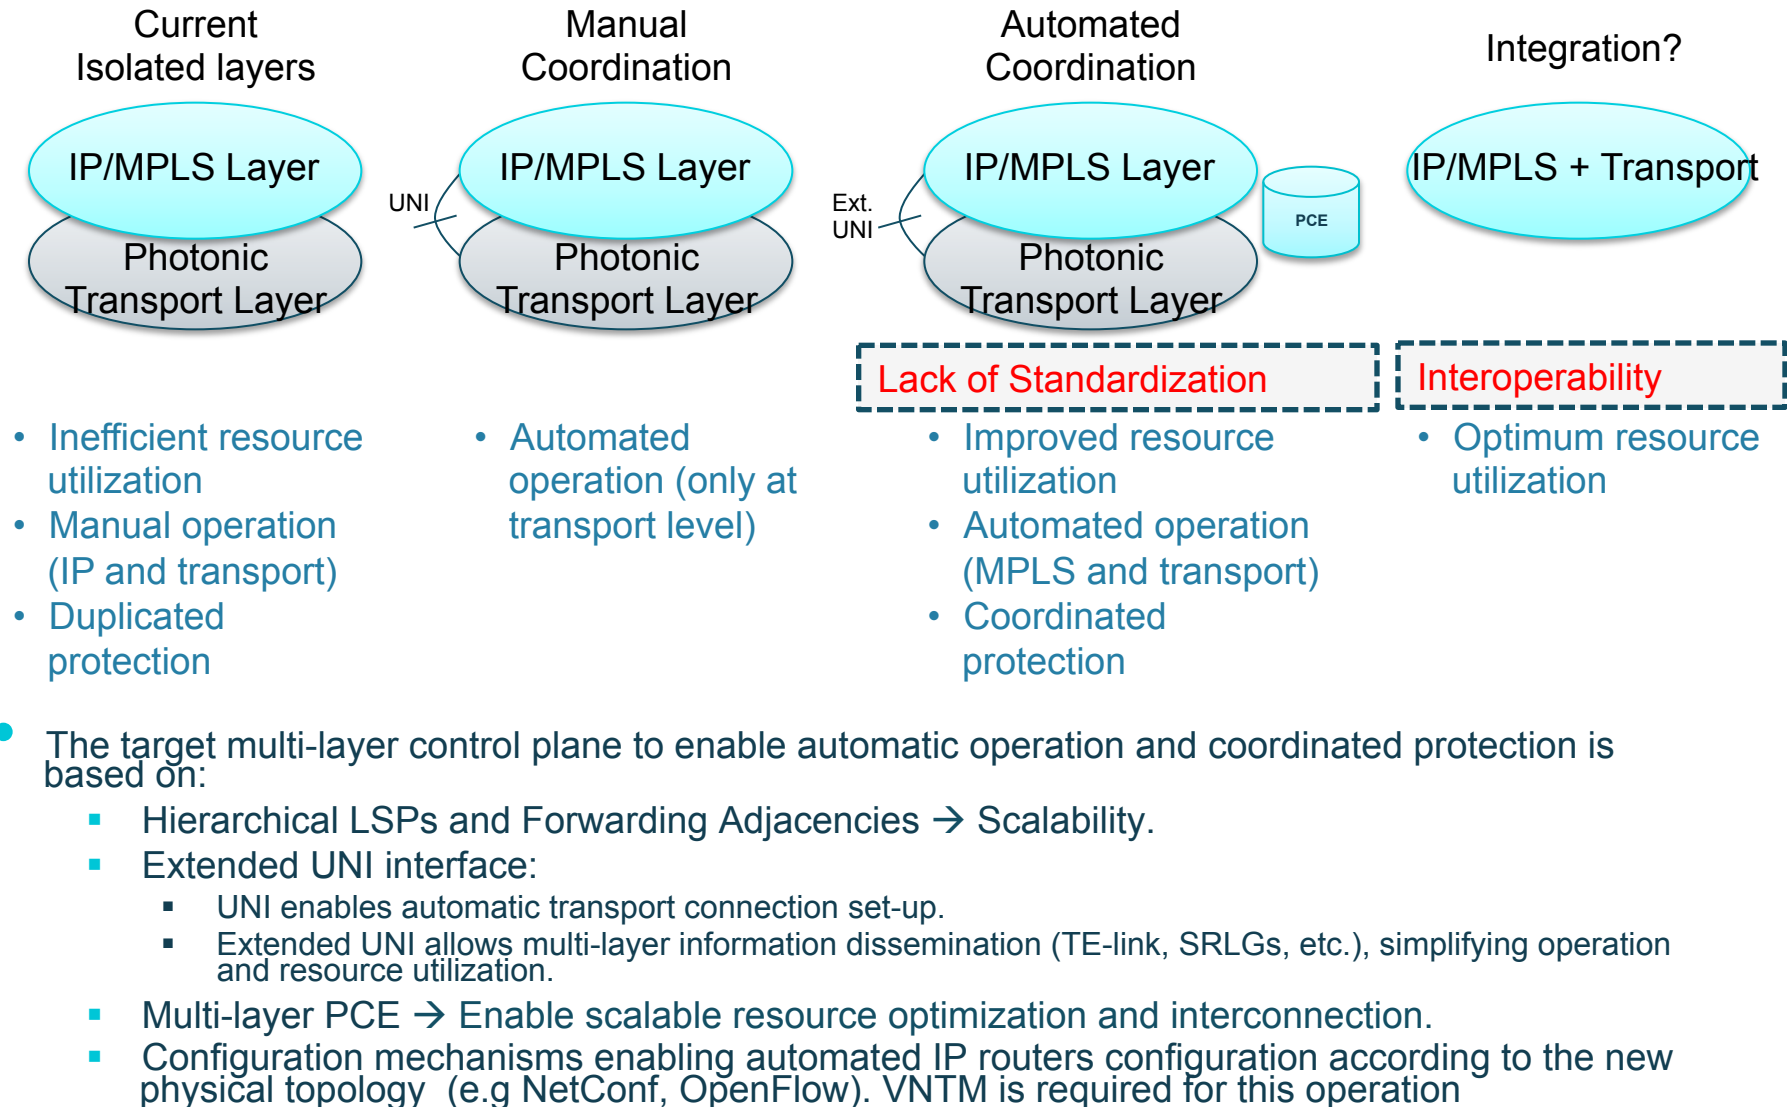 Current
Isolated layers
IP/MPLS Layer
Photonic
Transport Layer
• Inefficient resource
utilization
• Manual operation
(IP and transport)
• Duplicated
protection
Manual
Coordination
UNI
IP/MPLS Layer
Photonic
Transport Layer
• Automated
operation (only at
transport level)
Automated
Coordination
Ext.
UNI
IP/MPLS Layer
PCE
Photonic
Transport Layer
Lack of Standardization
• Improved resource
utilization
• Automated operation
(MPLS and transport)
• Coordinated
protection
Integration?
IP/MPLS + Transport
Interoperability
• Optimum resource
utilization
• The target multi-layer control plane to enable automatic operation and coordinated protection is
based on:
▪ Hierarchical LSPs and Forwarding Adjacencies → Scalability.
▪ Extended UNI interface:
▪ UNI enables automatic transport connection set-up.
▪ Extended UNI allows multi-layer information dissemination (TE-link, SRLGs, etc.), simplifying operation
and resource utilization.
▪ Multi-layer PCE → Enable scalable resource optimization and interconnection.
▪ Configuration mechanisms enabling automated IP routers configuration according to the new
physical topology (e.g NetConf, OpenFlow). VNTM is required for this operation